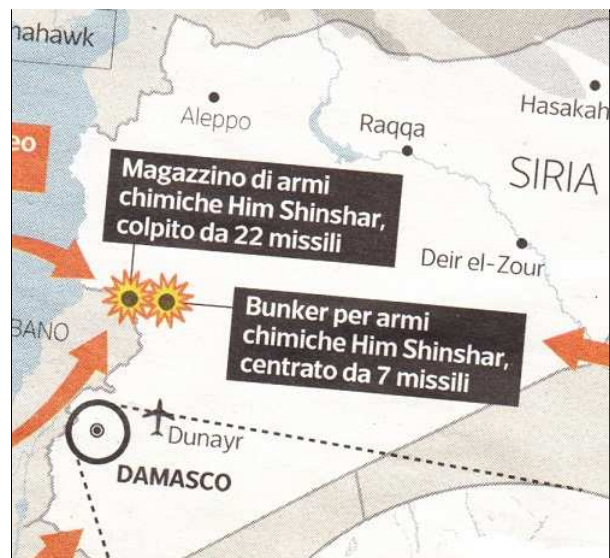 nahawk
Aleppo
Raqqa
Hasakah
eo
SIRIA
Magazzino di armi
chimiche Him Shinshar,
colpito da 22 missili
Deir el-Zour
BANO
Bunker per armi
chimiche Him Shinshar,
centrato da 7 missili
Dunayr
DAMASCO